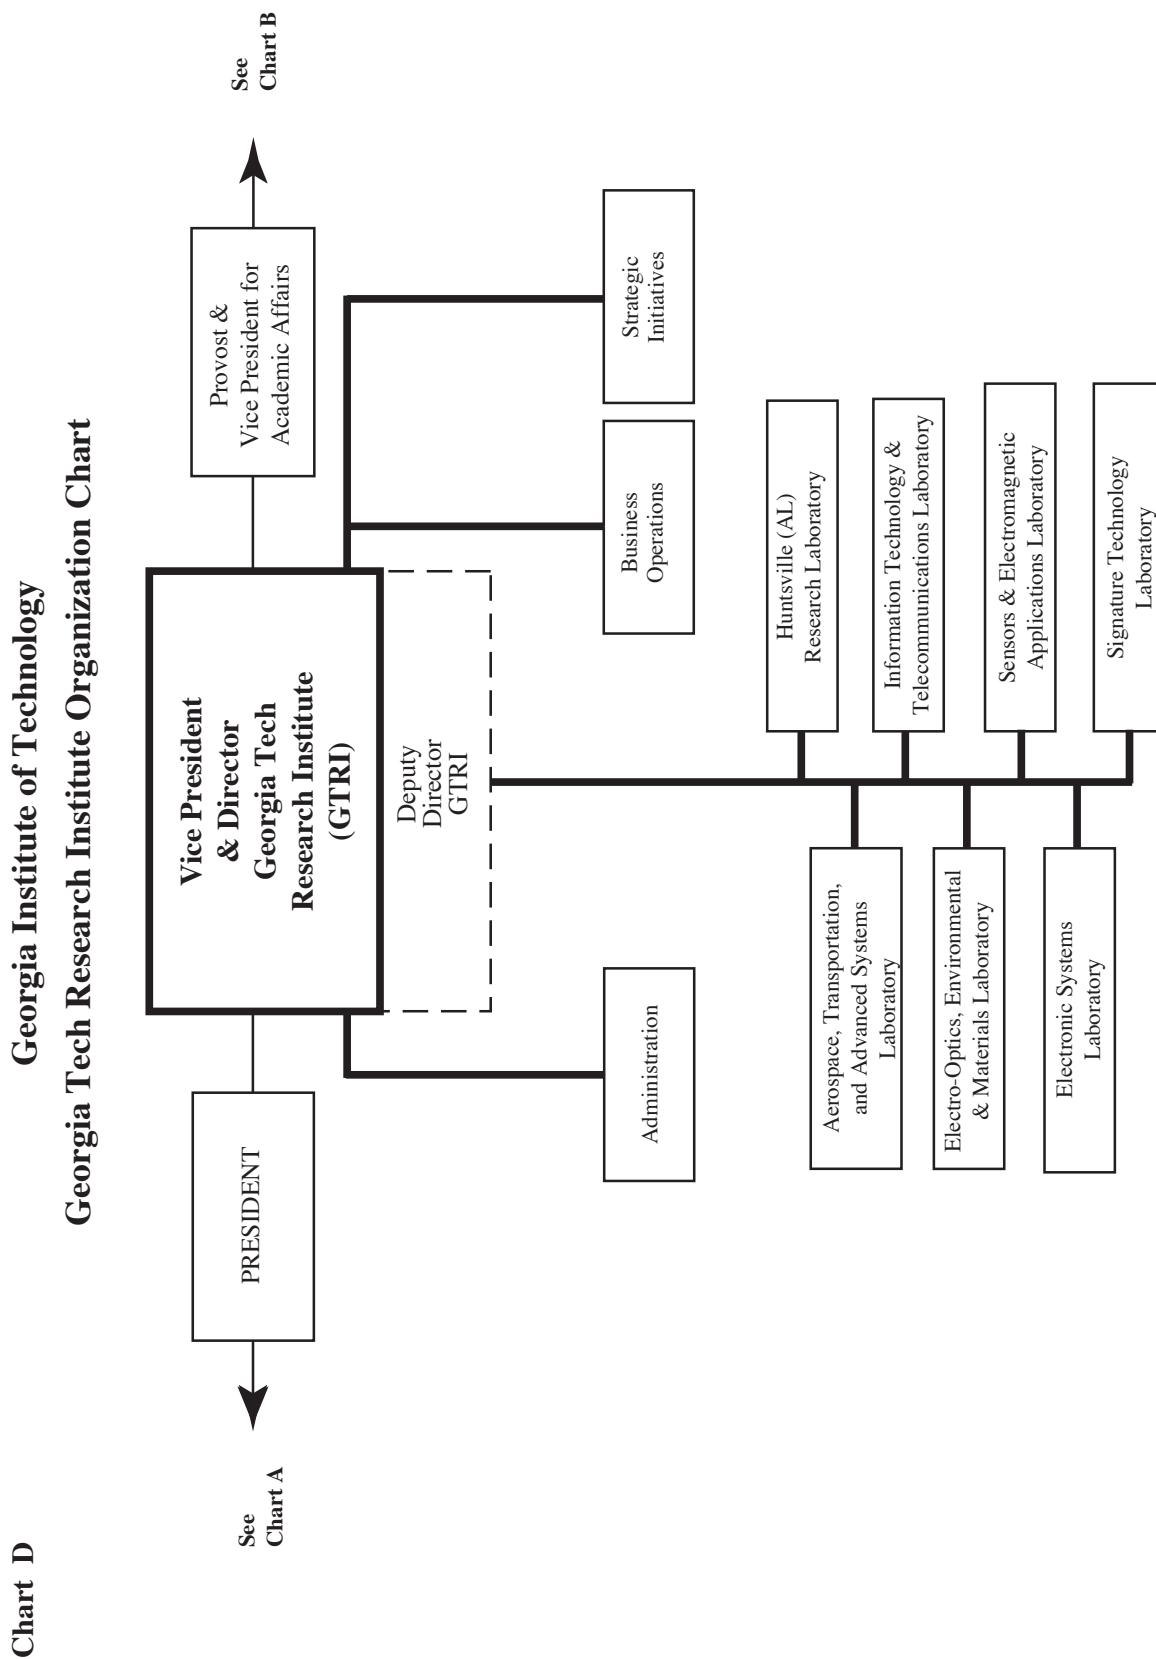 Chart D
Georgia Institute of Technology
Georgia Tech Research Institute Organization Chart
See
Chart A
PRESIDENT
Vice President
& Director
Georgia Tech
Research Institute
(GTRI)
Provost &
Vice President for
Academic Affairs
See
Chart B
Deputy
Director
GTRI
Administration
Business
Operations
Strategic
Initiatives
Aerospace, Transportation,
and Advanced Systems
Laboratory
Electro-Optics, Environmental
& Materials Laboratory
Electronic Systems
Laboratory
Huntsville (AL)
Research Laboratory
Information Technology &
Telecommunications Laboratory
Sensors & Electromagnetic
Applications Laboratory
Signature Technology
Laboratory